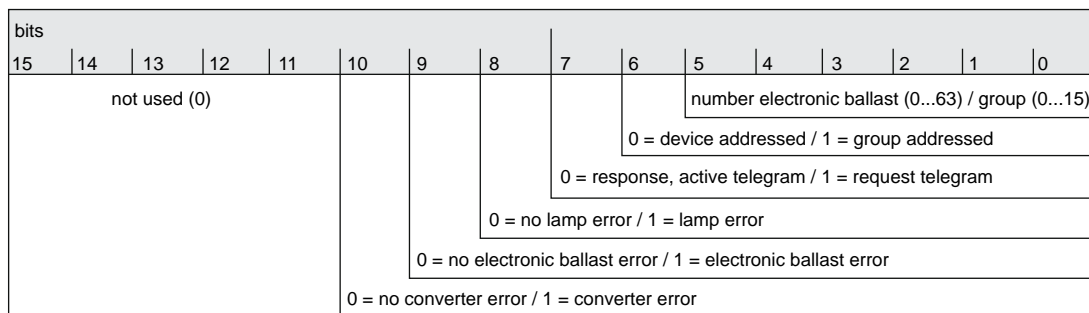 bits
15 14 13 12 11 10 9 8 7 6 5 4 3 2 1 0
not used (0) number electronic ballast (0...63) / group (0...15)
0 = device addressed / 1 = group addressed
0 = response, active telegram / 1 = request telegram
0 = no lamp error / 1 = lamp error
0 = no electronic ballast error / 1 = electronic ballast error
0 = no converter error / 1 = converter error